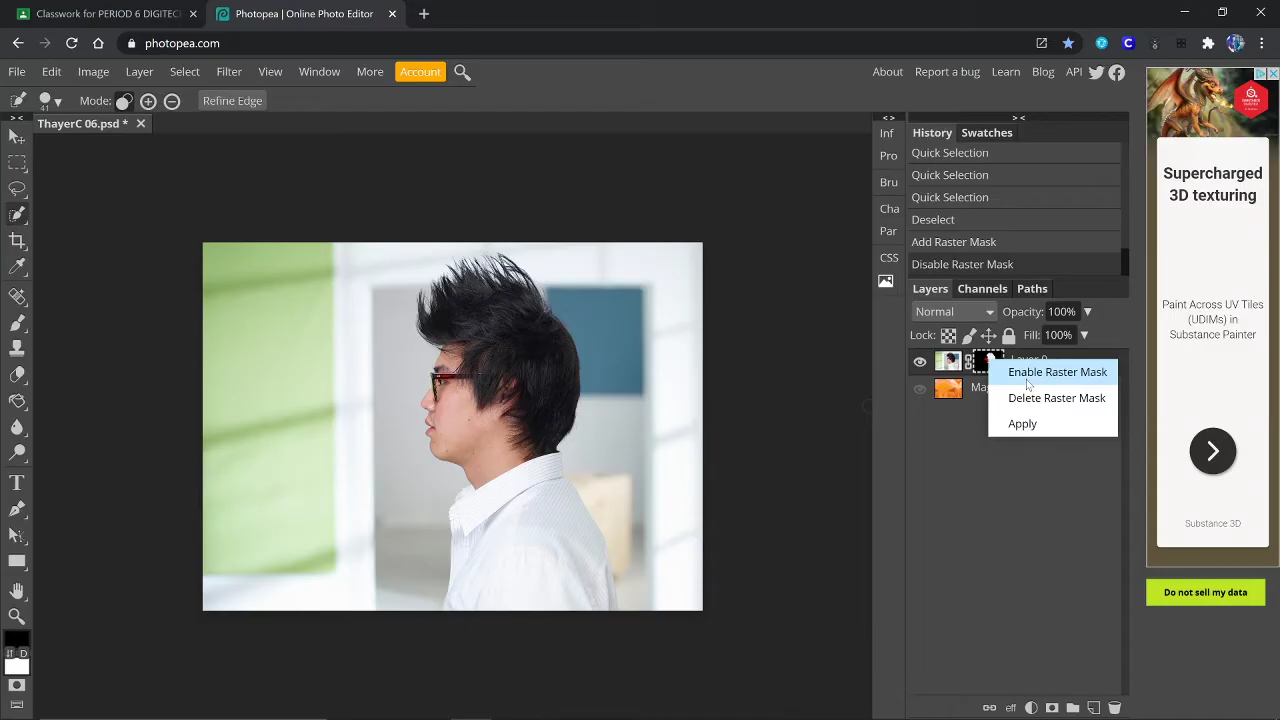 Classwork for PERIOD 6 DIGITECH
Photopea | Online Photo Editor
photopea.com
File Edit Image Layer Select Filter View Window More Account
About Report a bug Learn Blog API
41
Mode:
Refine Edge
ThayerC 06.psd *
Inf
Pro
Bru
Cha
Par
CSS
History Swatches
Quick Selection
Quick Selection
Quick Selection
Deselect
Add Raster Mask
Disable Raster Mask
Layers Channels Paths
Normal Opacity: 100%
Lock: Fill: 100%
Enable Raster Mask
Delete Raster Mask
Apply
T
D
eff
Supercharged
3D texturing
Paint Across UV Tiles
(UDIMs) in
Substance Painter
Substance 3D
Do not sell my data